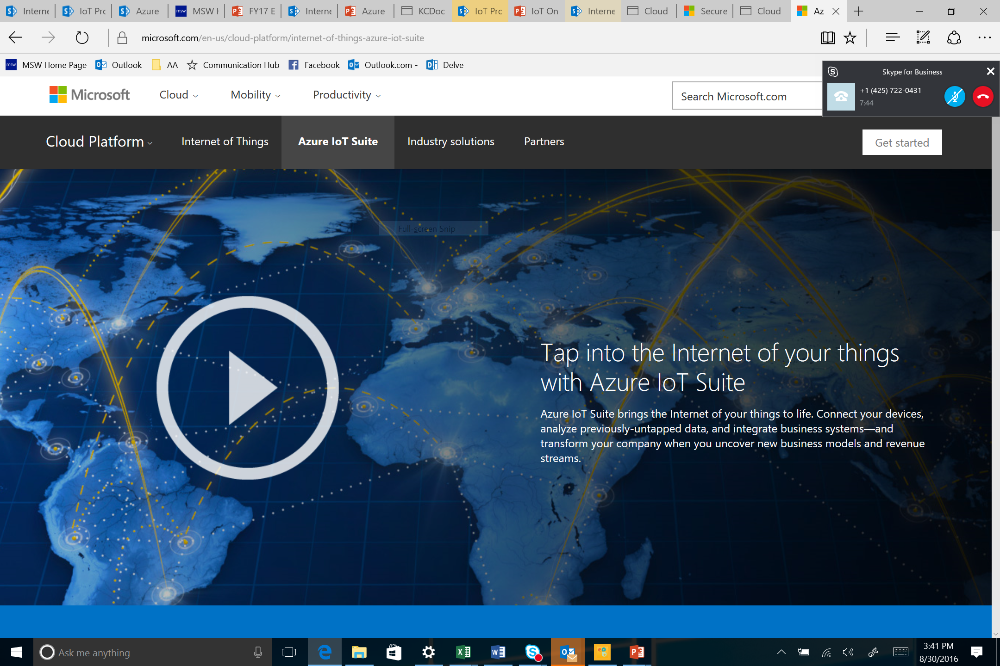 Interne
IoT Prc
Azure
MSW H
FY17 E
Interne
Azure
KCDoc
IoT Prc
IoT On
Interne
Cloud
Secure
Cloud
Az
microsoft.com/en-us/cloud-platform/internet-of-things-azure-iot-suite
msw MSW Home Page
Outlook
AA
Communication Hub
Facebook
Outlook.com -
Delve
Skype for Business
+1 (425) 722-0431
7:44
Microsoft
Cloud
Mobility
Productivity
Search Microsoft.com
Cloud Platform
Internet of Things
Azure IoT Suite
Industry solutions
Partners
Get started
Full-screen Snip
Tap into the Internet of your things
with Azure IoT Suite
Azure IoT Suite brings the Internet of your things to life. Connect your devices,
analyze previously-untapped data, and integrate business systems—and
transform your company when you uncover new business models and revenue
streams.
Ask me anything
3:41 PM
8/30/2016